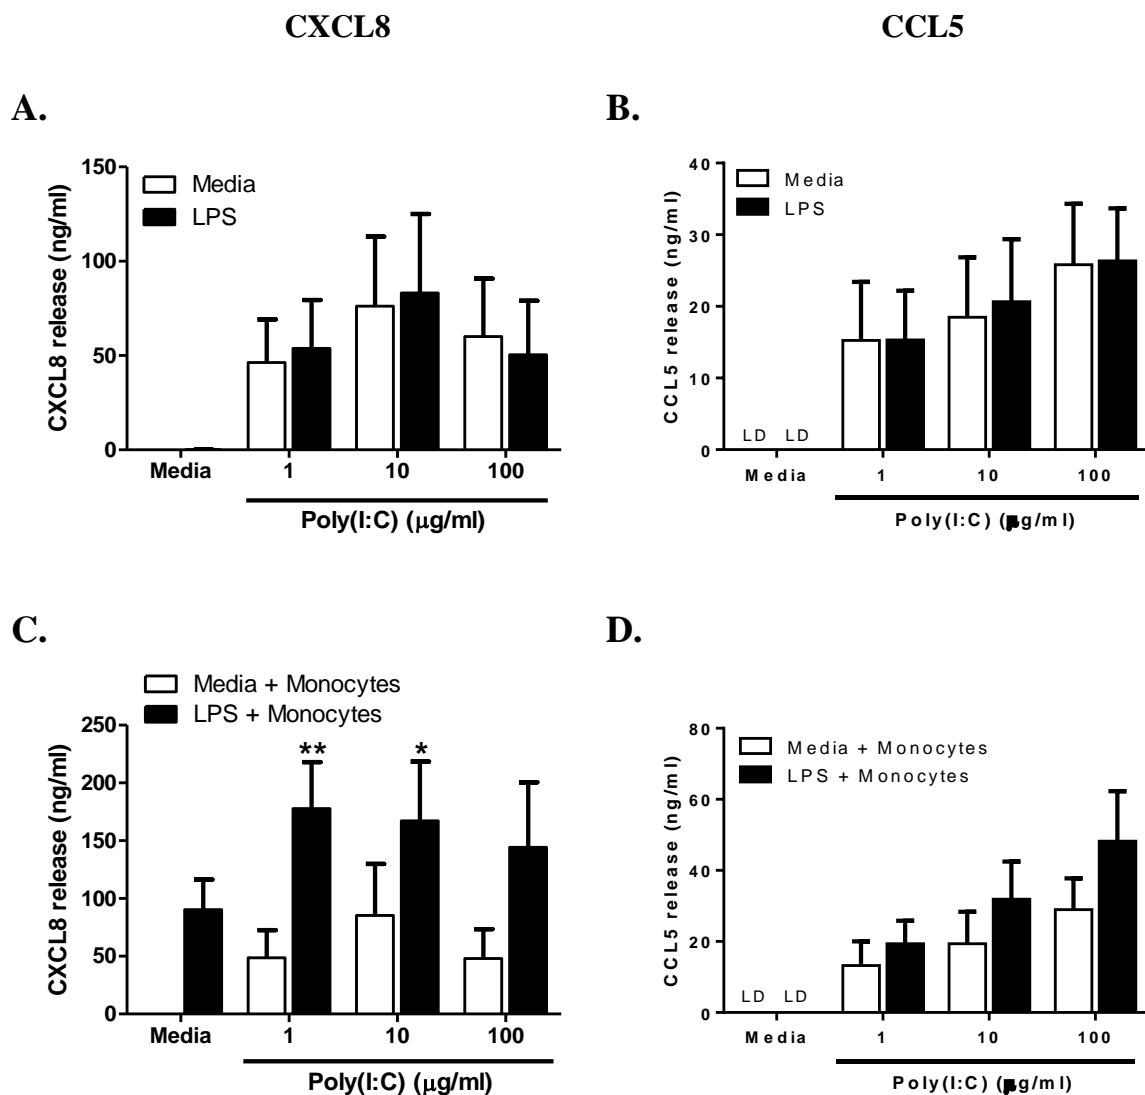 CXCL8
CCL5
A.
B.
150
100
50
0
CXCL8 release (ng/ml)
Media
LPS
Media
1
10
100
Poly(I:C) (μg/ml)
40
30
20
10
0
CCL5 release (ng/ml)
Media
LPS
LD LD
Media
1
10
100
Poly(I:C) (μg/ml)
C.
D.
Media + Monocytes
LPS + Monocytes
250
200
150
100
50
0
CXCL8 release (ng/ml)
** *
Media
1
10
100
Poly(I:C) (μg/ml)
80
60
40
20
0
CCL5 release (ng/ml)
Media + Monocytes
LPS + Monocytes
LD LD
Media
1
10
100
Poly(I:C) (μg/ml)